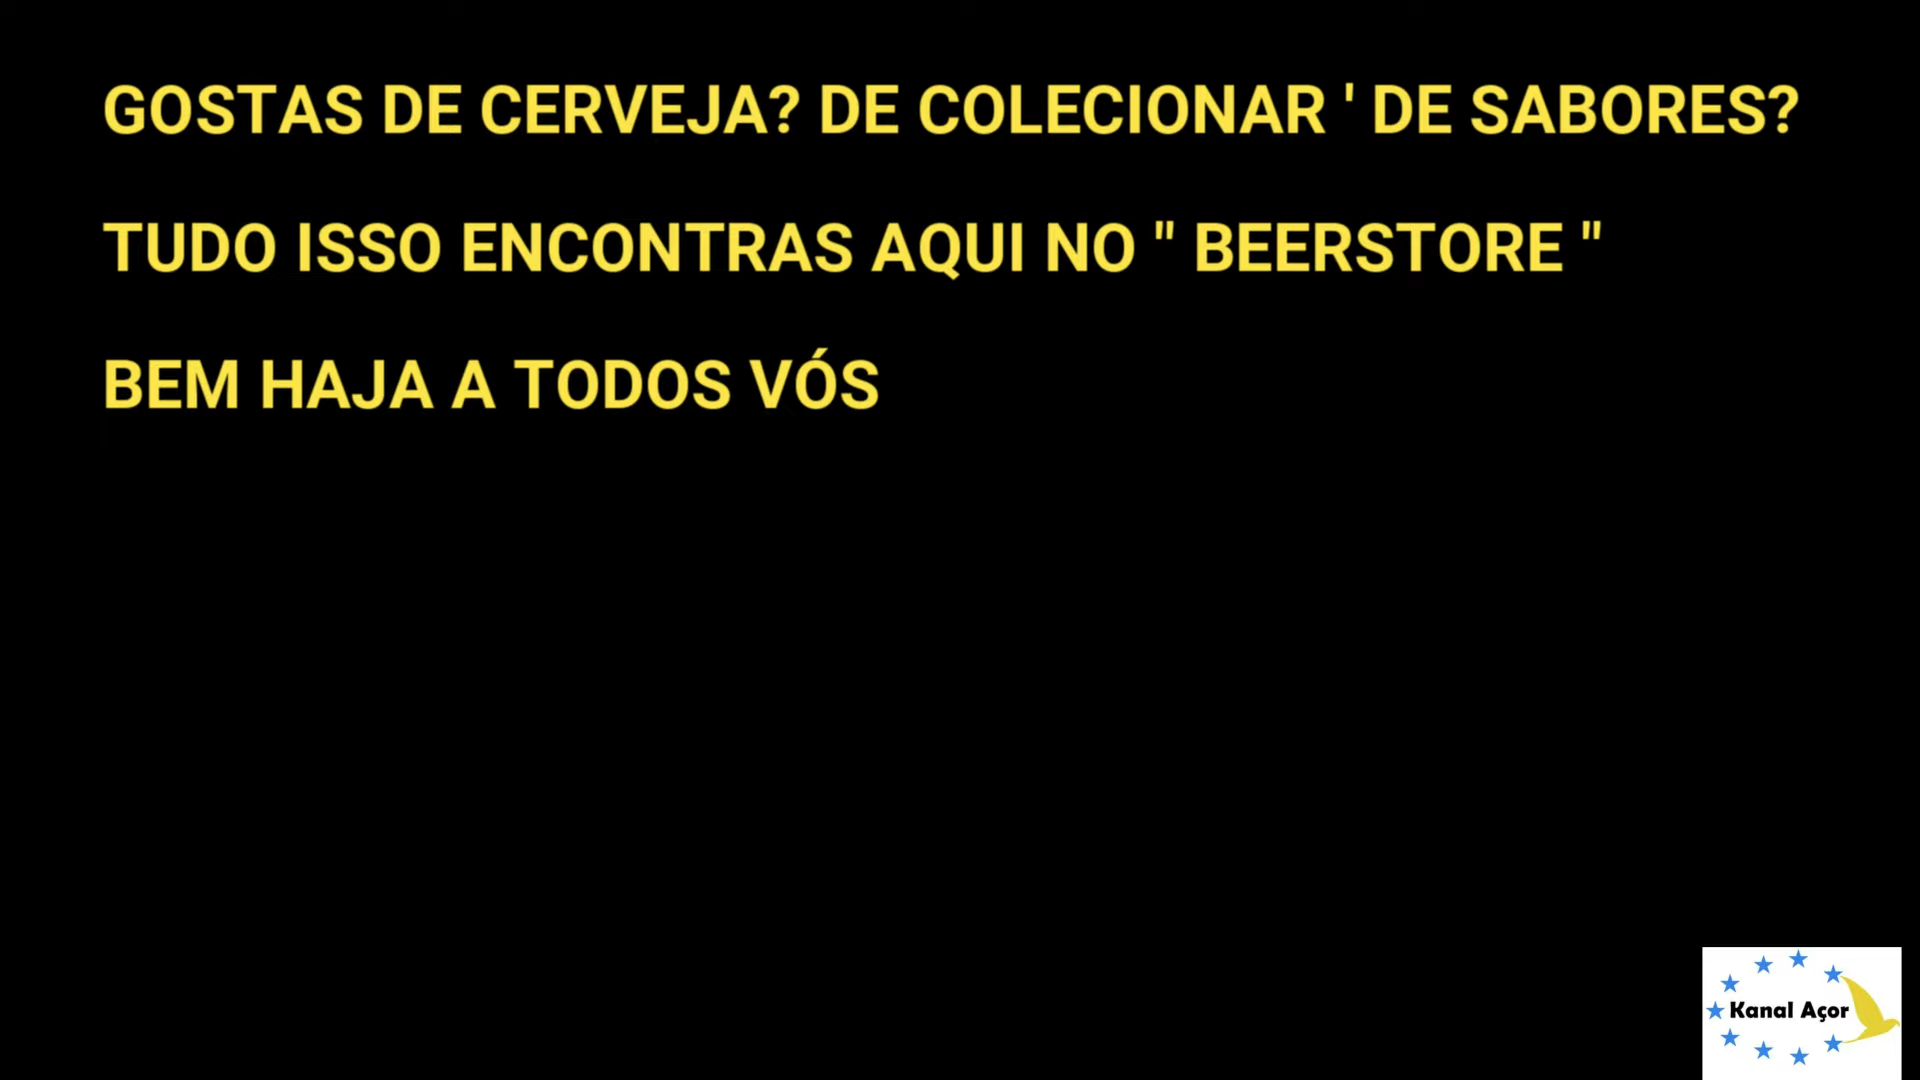 GOSTAS DE CERVEJA? DE COLECIONAR ' DE SABORES?
TUDO ISSO ENCONTRAS AQUI NO " BEERSTORE "
BEM HAJA A TODOS VÓS
Kanal Açor